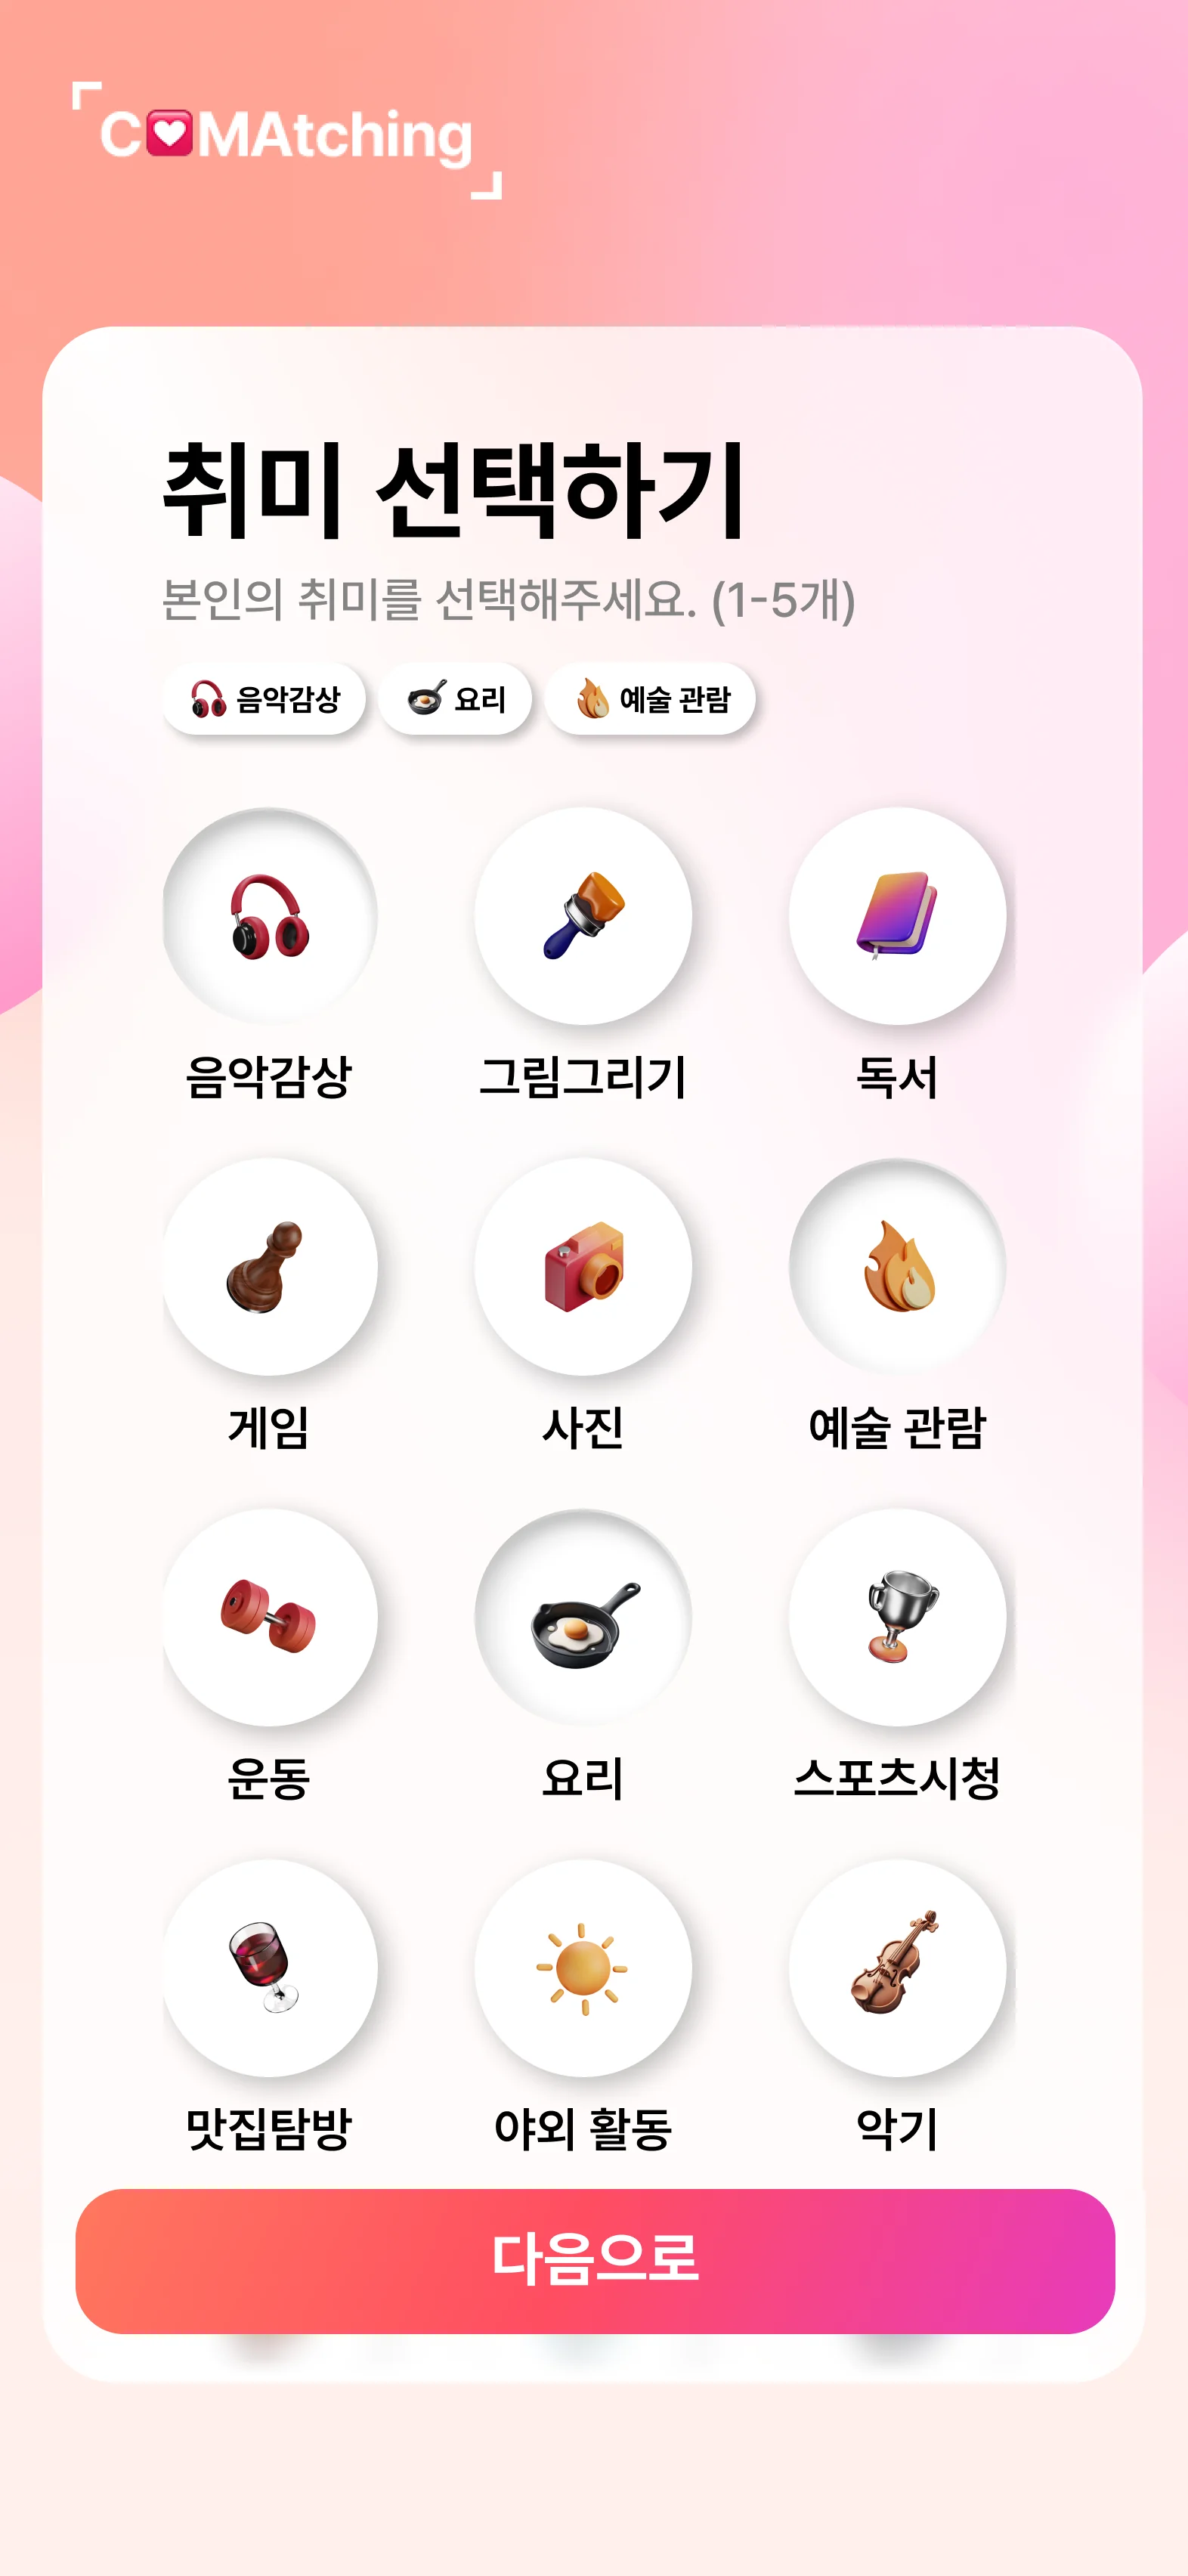 COMAtching
취미 선택하기
본인의 취미를 선택해주세요. (1-5개)
음악감상 요리 예술 관람
음악감상 그림그리기 독서
게임 사진 예술 관람
운동 요리 스포츠시청
맛집탐방 야외 활동 악기
다음으로